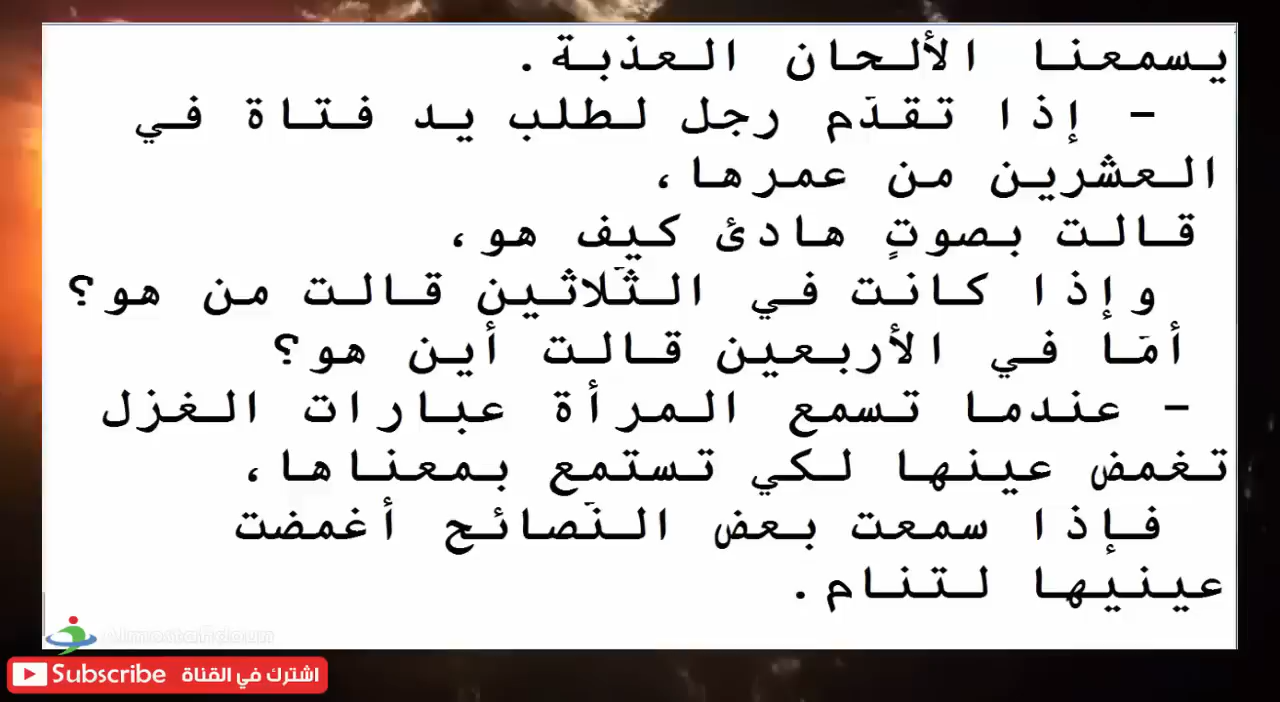 يسمعنا الألحان العذبة.
- إذا تقدَم رجل لطلب يد فتاة في
العشرين من عمرها،
قالت بصوتٍ هادئ كيف هو،
وإذا كانت في الثَلاثين قالت من هو؟
أمَا في الأربعين قالت أين هو؟
- عندما تسمع المرأة عبارات الغزل
تغمض عينها لكي تستمع بمعناها،
فإذا سمعت بعض النَصائح أغمضت
عينيها لتنام.
Almostafidoun
Subscribe اشترك في القناة